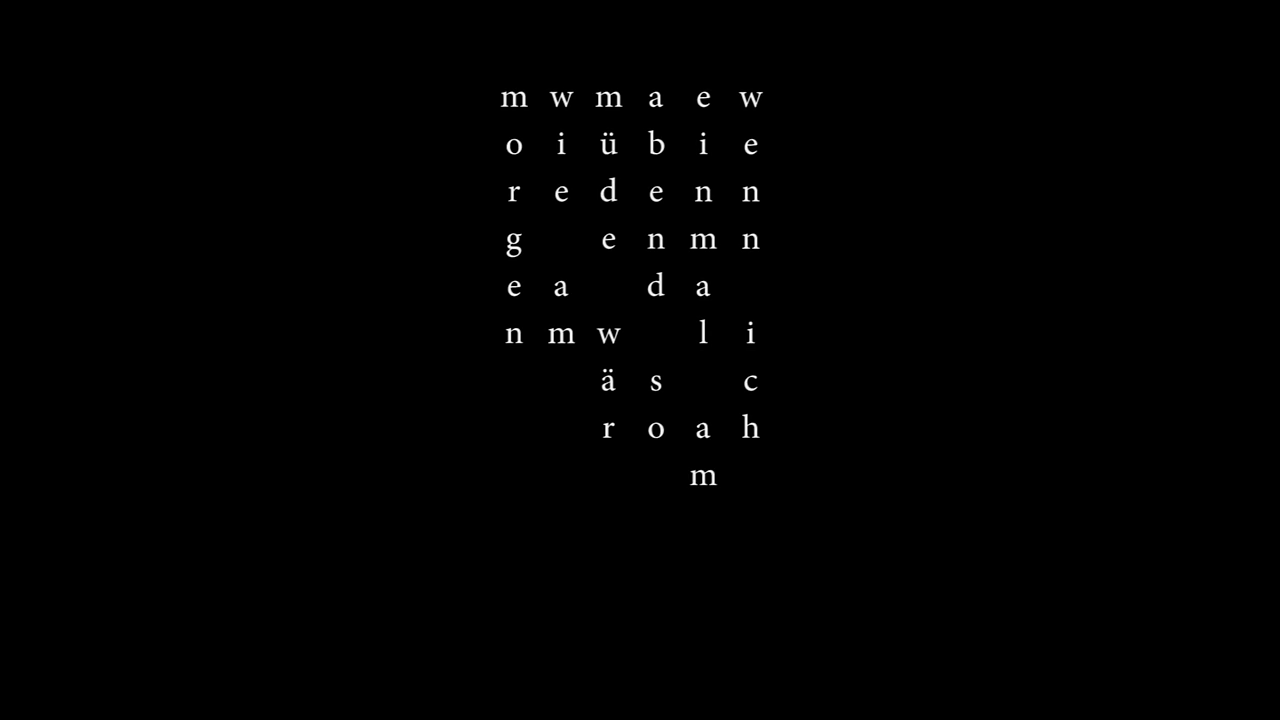 wenn ich
einmal am
abend so
müde wär
wie am
morgen